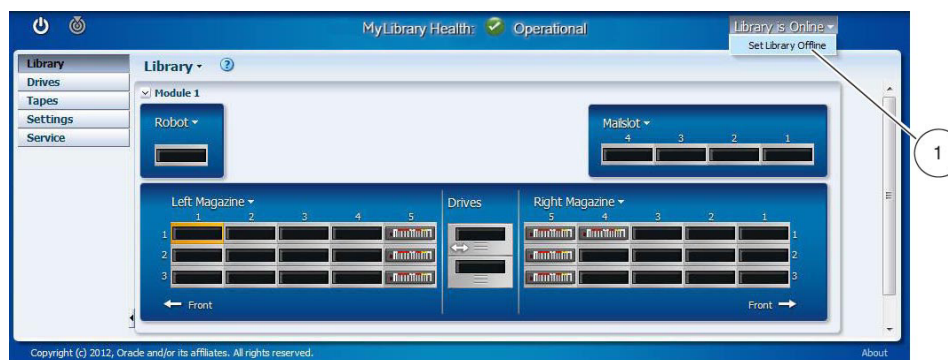 MyLibrary Health: Operational
Library is Online
Set Library Offline
Library
Drives
Tapes
Settings
Service
Library
Module 1
Robot
Mailslot
4 3 2 1
1
Left Magazine
1 2 3 4 5
Drives
Right Magazine
5 4 3 2 1
1 1
2 2
3 3
Front
Front
Copyright (c) 2012, Oracle and/or its affiliates. All rights reserved.
About